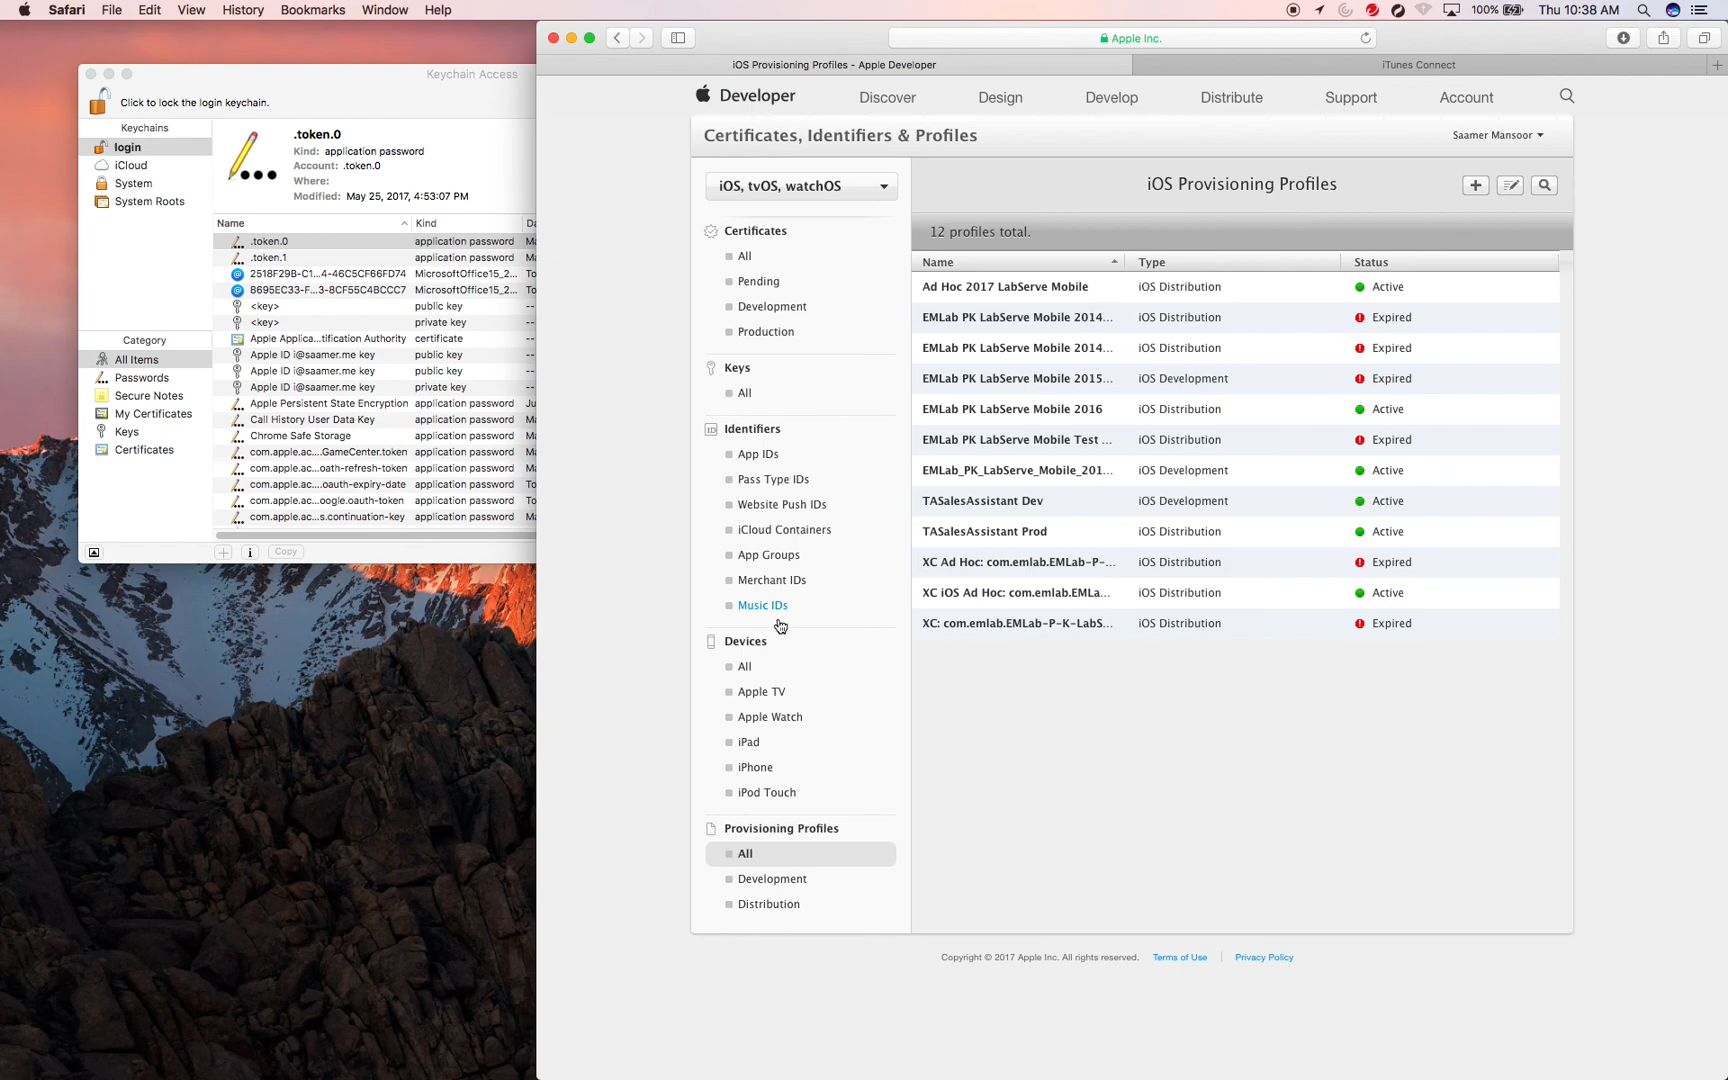 Safari File Edit View History Bookmarks Window Help
100% Thu 10:38 AM
Keychain Access
Click to lock the login keychain.
Keychains
login
iCloud
System
System Roots
Category
All Items
Passwords
Secure Notes
My Certificates
Keys
Certificates
.token.0
Kind: application password
Account: .token.0
Where:
Modified: May 25, 2017, 4:53:07 PM
Name Kind Da
.token.0 application password Ma
.token.1 application password Ma
2518F29B-C1...4-46C5CF66FD74 MicrosoftOffice15_2... To
8695EC33-F...3-8CF55C4BCCC7 MicrosoftOffice15_2... To
<key> public key --
<key> private key --
Apple Applica...tification Authority certificate --
Apple ID i@saamer.me key public key --
Apple ID i@saamer.me key public key --
Apple ID i@saamer.me key private key --
Apple Persistent State Encryption application password Ju
Call History User Data Key application password Ma
Chrome Safe Storage application password Ma
com.apple.ac....GameCenter.token application password Ma
com.apple.ac...oath-refresh-token application password Ma
com.apple.ac...oauth-expiry-date application password To
com.apple.ac...oogle.oauth-token application password To
com.apple.ac...s.continuation-key application password Ma
Copy
Apple Inc.
iOS Provisioning Profiles - Apple Developer
iTunes Connect
Developer Discover Design Develop Distribute Support Account
Certificates, Identifiers & Profiles
Saamer Mansoor
iOS, tvOS, watchOS
Certificates
All
Pending
Development
Production
Keys
All
Identifiers
App IDs
Pass Type IDs
Website Push IDs
iCloud Containers
App Groups
Merchant IDs
Music IDs
Devices
All
Apple TV
Apple Watch
iPad
iPhone
iPod Touch
Provisioning Profiles
All
Development
Distribution
iOS Provisioning Profiles
12 profiles total.
Name Type Status
Ad Hoc 2017 LabServe Mobile iOS Distribution Active
EMLab PK LabServe Mobile 2014... iOS Distribution Expired
EMLab PK LabServe Mobile 2014... iOS Distribution Expired
EMLab PK LabServe Mobile 2015... iOS Development Expired
EMLab PK LabServe Mobile 2016 iOS Distribution Active
EMLab PK LabServe Mobile Test ... iOS Distribution Expired
EMLab_PK_LabServe_Mobile_201... iOS Development Active
TASalesAssistant Dev iOS Development Active
TASalesAssistant Prod iOS Distribution Active
XC Ad Hoc: com.emlab.EMLab-P-... iOS Distribution Expired
XC iOS Ad Hoc: com.emlab.EMLa... iOS Distribution Active
XC: com.emlab.EMLab-P-K-LabS... iOS Distribution Expired
Copyright © 2017 Apple Inc. All rights reserved. Terms of Use | Privacy Policy